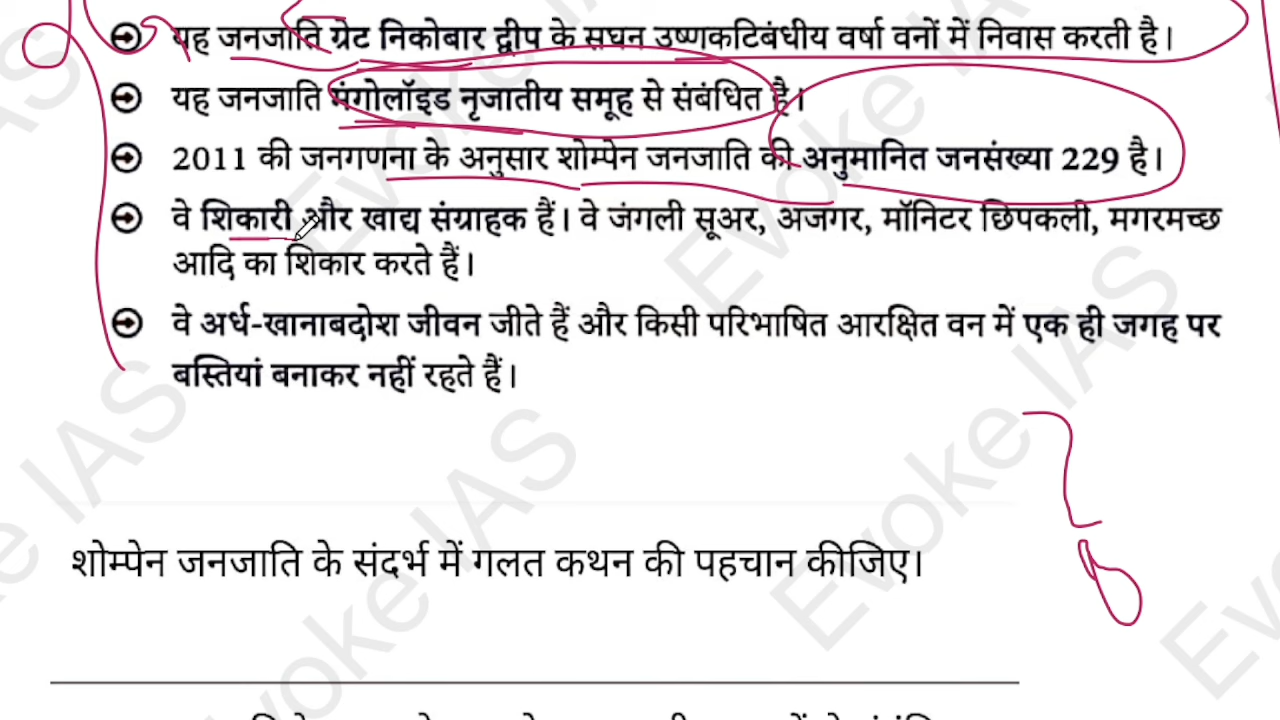 यह जनजाति ग्रेट निकोबार द्वीप के सघन उष्णकटिबंधीय वर्षा वनों में निवास करती है।
यह जनजाति मंगोलॉइड नृजातीय समूह से संबंधित है।
2011 की जनगणना के अनुसार शोम्पेन जनजाति की अनुमानित जनसंख्या 229 है।
वे शिकारी और खाद्य संग्राहक हैं। वे जंगली सूअर, अजगर, मॉनिटर छिपकली, मगरमच्छ
आदि का शिकार करते हैं।
वे अर्ध-खानाबदोश जीवन जीते हैं और किसी परिभाषित आरक्षित वन में एक ही जगह पर
बस्तियां बनाकर नहीं रहते हैं।
शोम्पेन जनजाति के संदर्भ में गलत कथन की पहचान कीजिए।
Evoke IAS